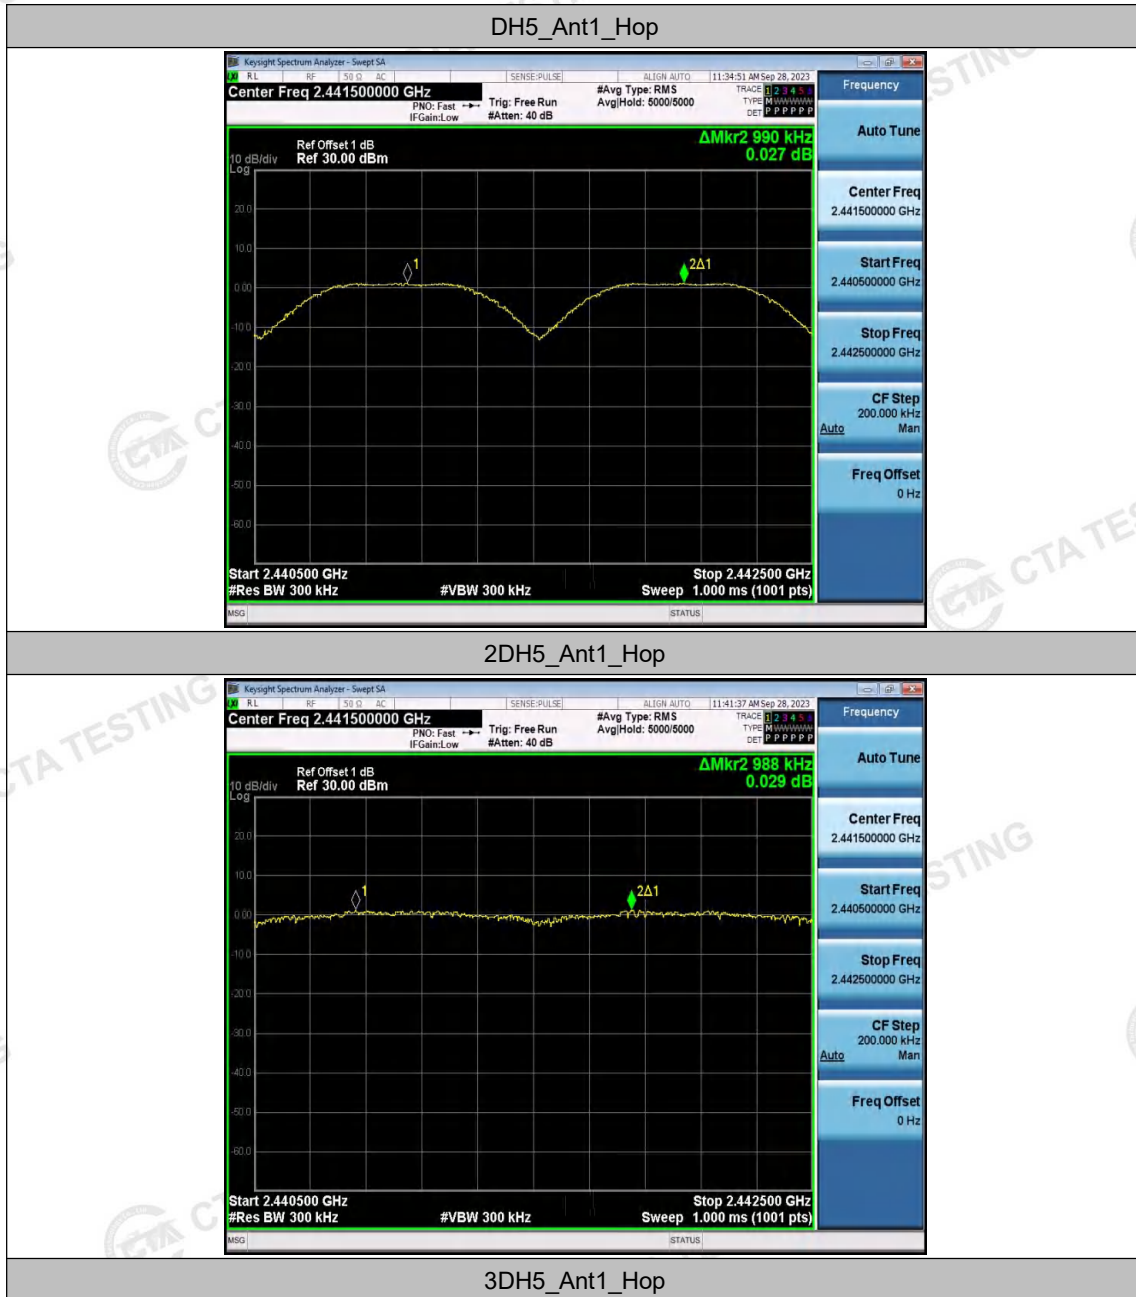 DH5_Ant1_Hop
Keysight Spectrum Analyzer - Swept SA
RL RF 50 Ω AC SENSE:PULSE ALIGN AUTO 11:34:51 AM Sep 28, 2023
Center Freq 2.441500000 GHz #Avg Type: RMS TRACE 1 2 3 4 5 6
PNO: Fast Trig: Free Run Avg|Hold: 5000/5000 TYPE M WWWWW
IFGain:Low #Atten: 40 dB DET P P P P P P
Frequency
Auto Tune
ΔMkr2 990 kHz
0.027 dB
Ref Offset 1 dB
10 dB/div Ref 30.00 dBm
Log
20.0
10.0
0.00
-10.0
-20.0
-30.0
-40.0
-50.0
-60.0
1
2Δ1
Center Freq
2.441500000 GHz
Start Freq
2.440500000 GHz
Stop Freq
2.442500000 GHz
CF Step
200.000 kHz
Auto Man
Freq Offset
0 Hz
Start 2.440500 GHz Stop 2.442500 GHz
#Res BW 300 kHz #VBW 300 kHz Sweep 1.000 ms (1001 pts)
MSG STATUS
2DH5_Ant1_Hop
Keysight Spectrum Analyzer - Swept SA
RL RF 50 Ω AC SENSE:PULSE ALIGN AUTO 11:41:37 AM Sep 28, 2023
Center Freq 2.441500000 GHz #Avg Type: RMS TRACE 1 2 3 4 5 6
PNO: Fast Trig: Free Run Avg|Hold: 5000/5000 TYPE M WWWWW
IFGain:Low #Atten: 40 dB DET P P P P P P
Frequency
Auto Tune
ΔMkr2 988 kHz
0.029 dB
Ref Offset 1 dB
10 dB/div Ref 30.00 dBm
Log
20.0
10.0
0.00
-10.0
-20.0
-30.0
-40.0
-50.0
-60.0
1
2Δ1
Center Freq
2.441500000 GHz
Start Freq
2.440500000 GHz
Stop Freq
2.442500000 GHz
CF Step
200.000 kHz
Auto Man
Freq Offset
0 Hz
Start 2.440500 GHz Stop 2.442500 GHz
#Res BW 300 kHz #VBW 300 kHz Sweep 1.000 ms (1001 pts)
MSG STATUS
3DH5_Ant1_Hop
CTA TESTING